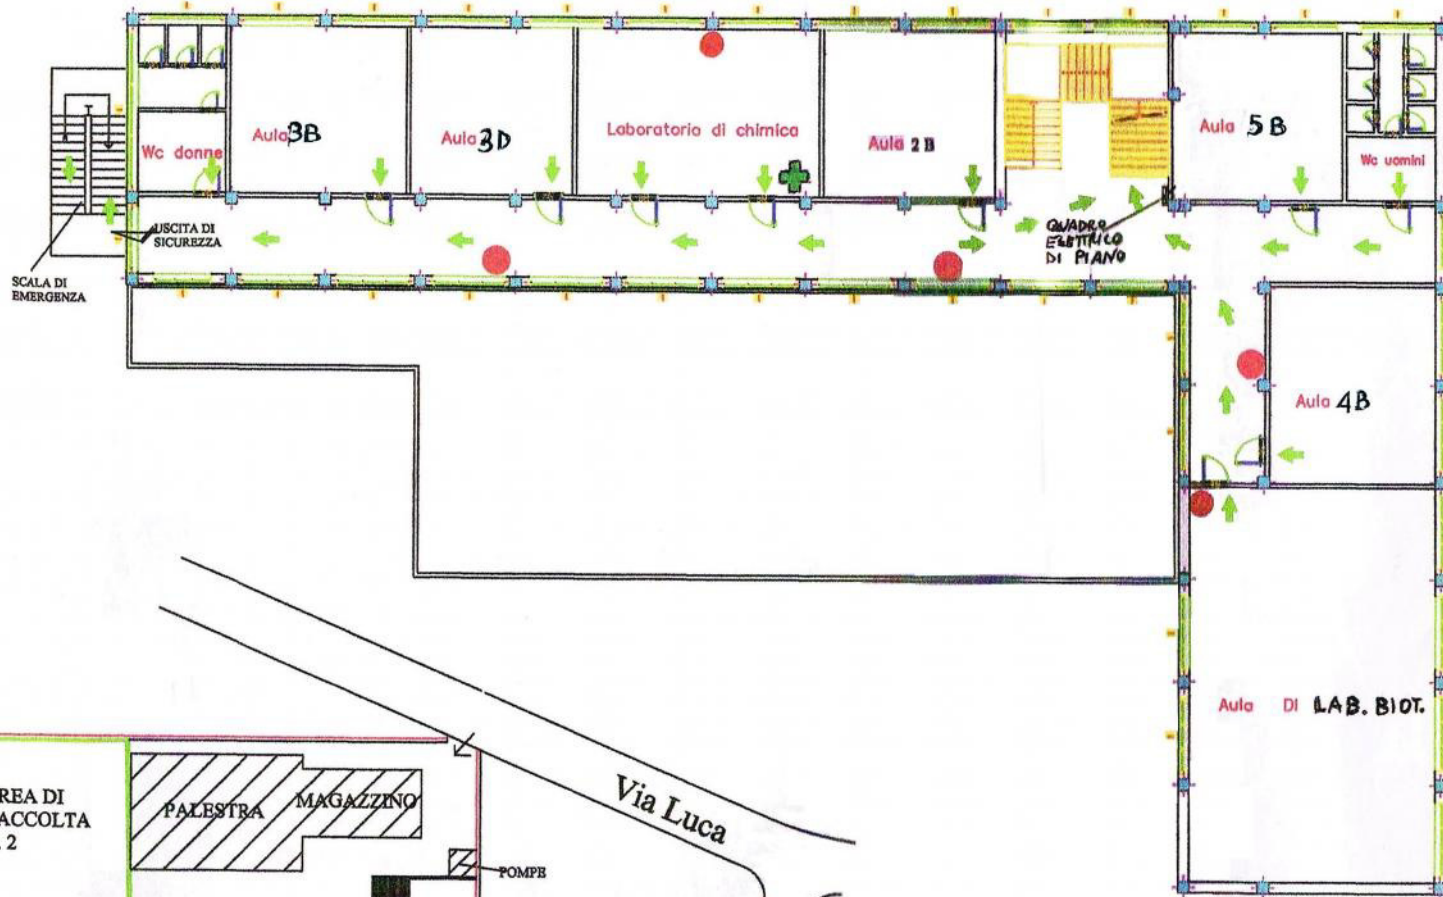 Aula 3B
Aula 3D
Laboratorio di chimica
Aula 2B
Aula 5B
Wc donne
Wc uomini
USCITA DI
SICUREZZA
QUADRO
ELETTRICO
DI PIANO
SCALA DI
EMERGENZA
Aula 4B
Aula DI LAB. BIOT.
REA DI
ACCOLTA
. 2
PALESTRA
MAGAZZINO
Via Luca
POMPE